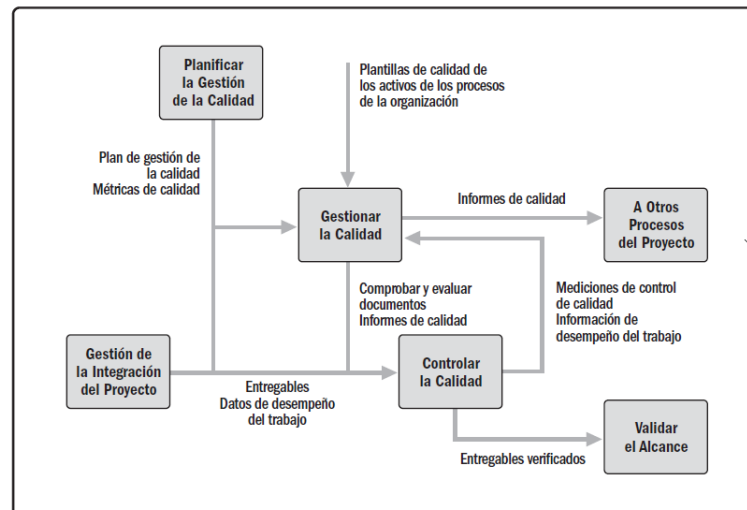 Planificar
la Gestión
de la Calidad
Plantillas de calidad de
los activos de los procesos
de la organización
Plan de gestión de
la calidad
Métricas de calidad
Gestionar
la Calidad
Informes de calidad
A Otros
Procesos
del Proyecto
Comprobar y evaluar
documentos
Informes de calidad
Mediciones de control
de calidad
Información de
desempeño del trabajo
Gestión de
la Integración
del Proyecto
Entregables
Datos de desempeño
del trabajo
Controlar
la Calidad
Entregables verificados
Validar
el Alcance